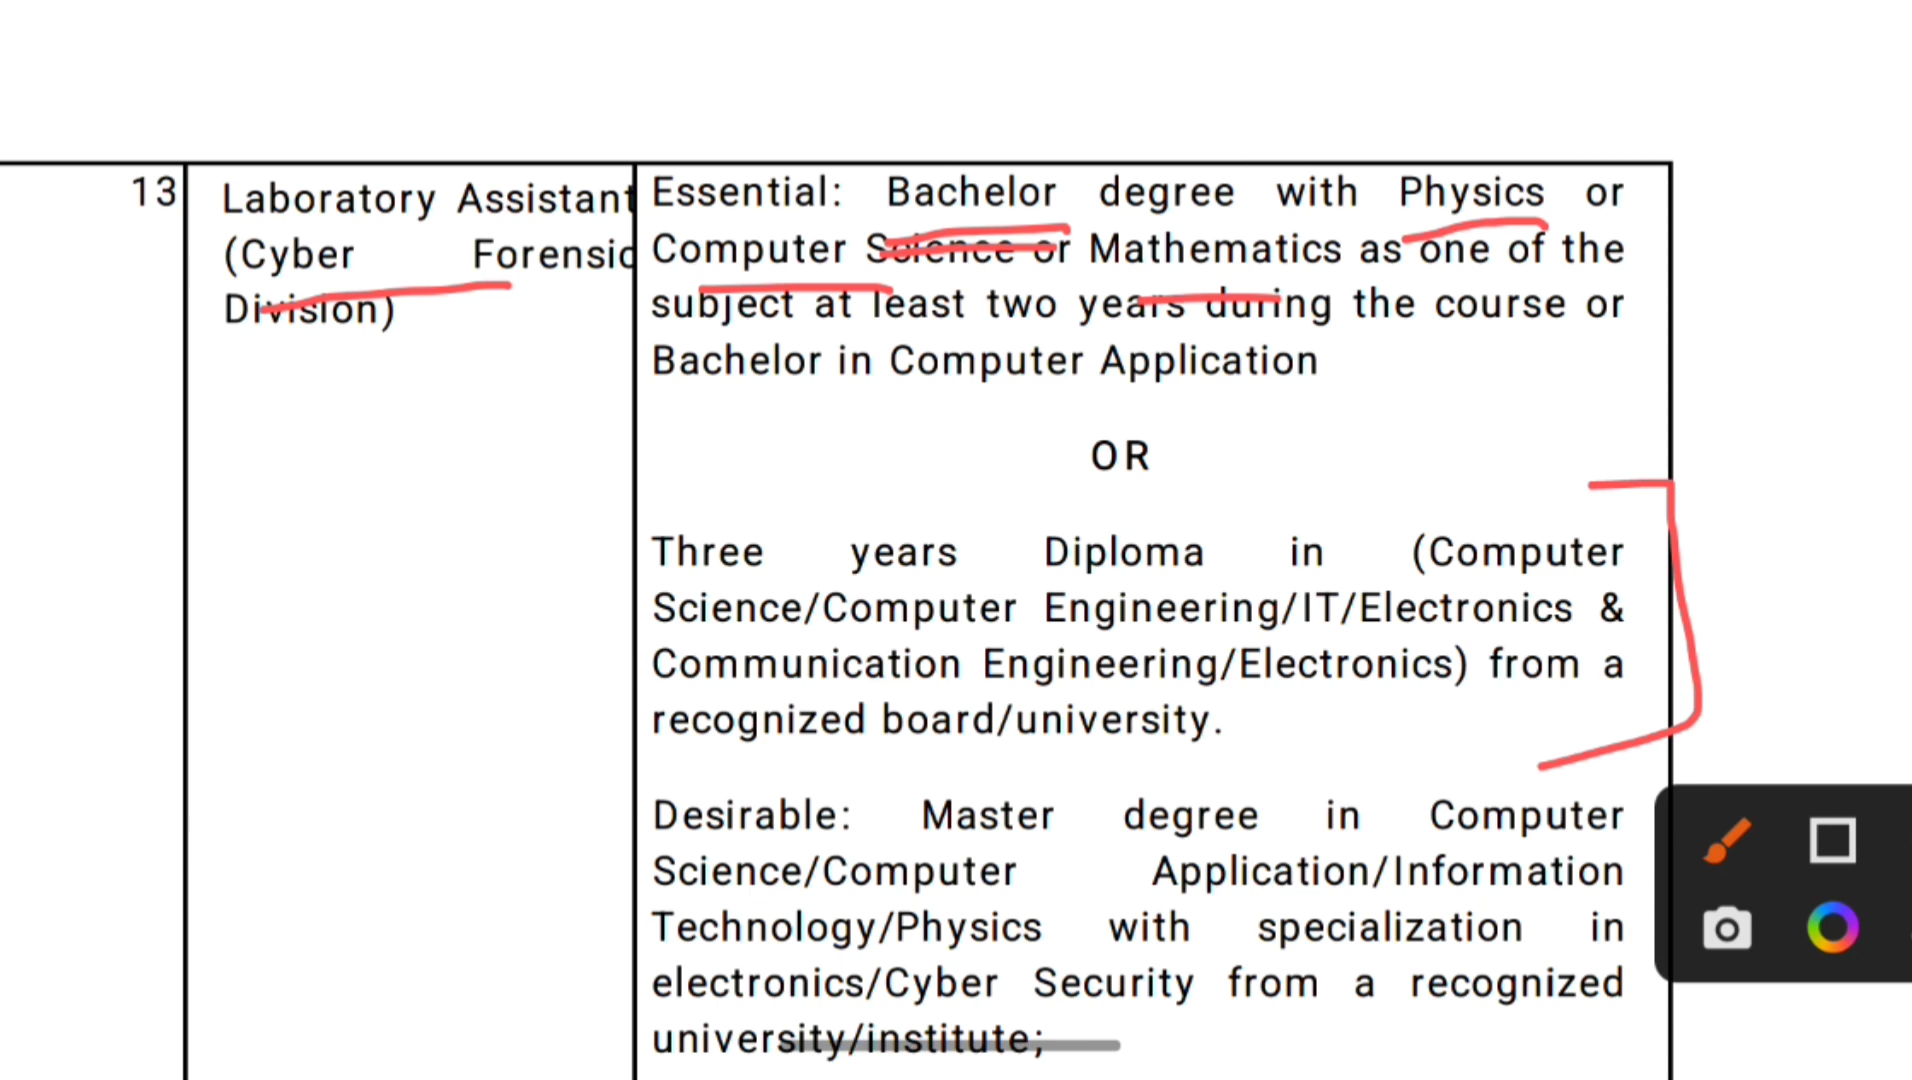 13
Laboratory Assistant
(Cyber Forensic
Division)
Essential: Bachelor degree with Physics or
Computer Science or Mathematics as one of the
subject at least two years during the course or
Bachelor in Computer Application
OR
Three years Diploma in (Computer
Science/Computer Engineering/IT/Electronics &
Communication Engineering/Electronics) from a
recognized board/university.
Desirable: Master degree in Computer
Science/Computer Application/Information
Technology/Physics with specialization in
electronics/Cyber Security from a recognized
university/institute;